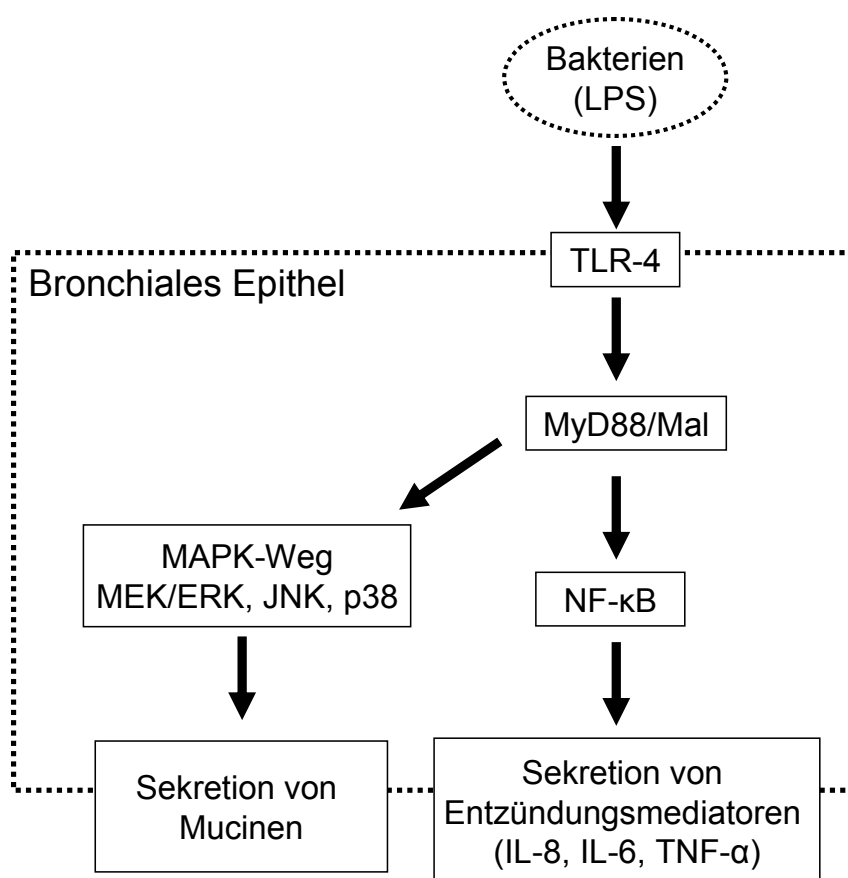 Bakterien
(LPS)
TLR-4
Bronchiales Epithel
MyD88/Mal
MAPK-Weg
MEK/ERK, JNK, p38
NF-κB
Sekretion von
Mucinen
Sekretion von
Entzündungsmediatoren
(IL-8, IL-6, TNF-α)